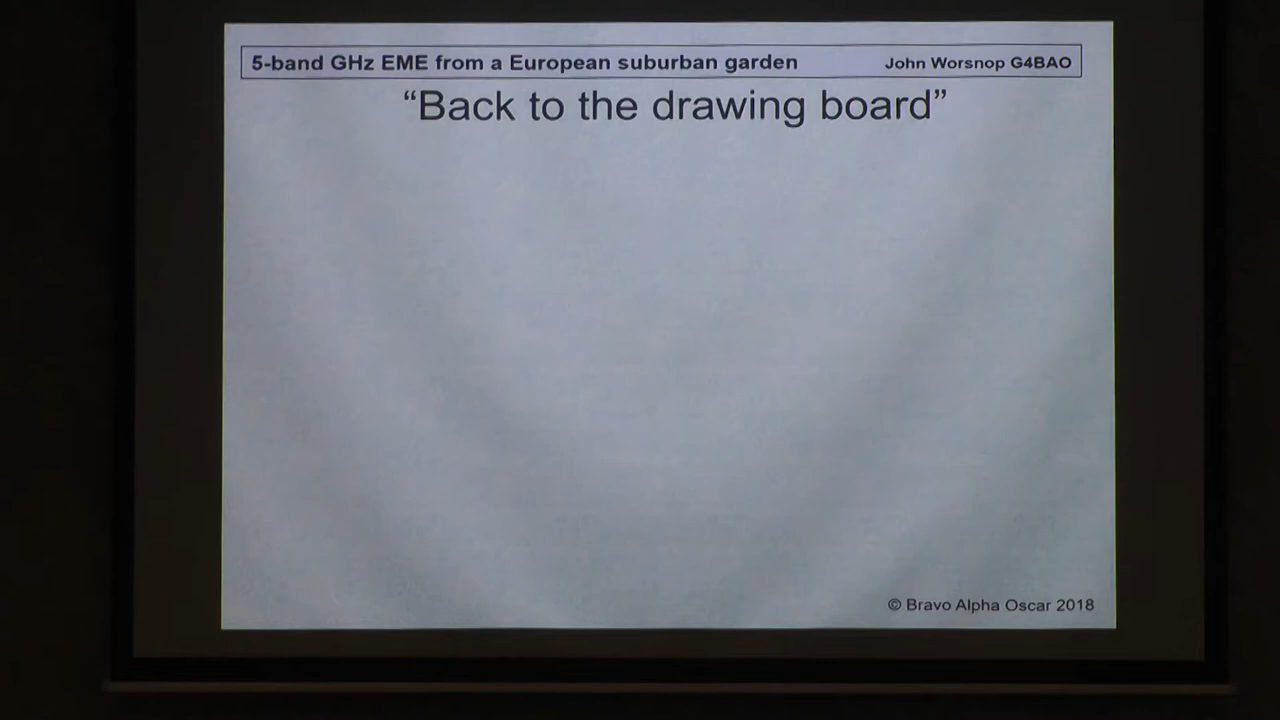 5-band GHz EME from a European suburban garden John Worsnop G4BAO
“Back to the drawing board”
© Bravo Alpha Oscar 2018